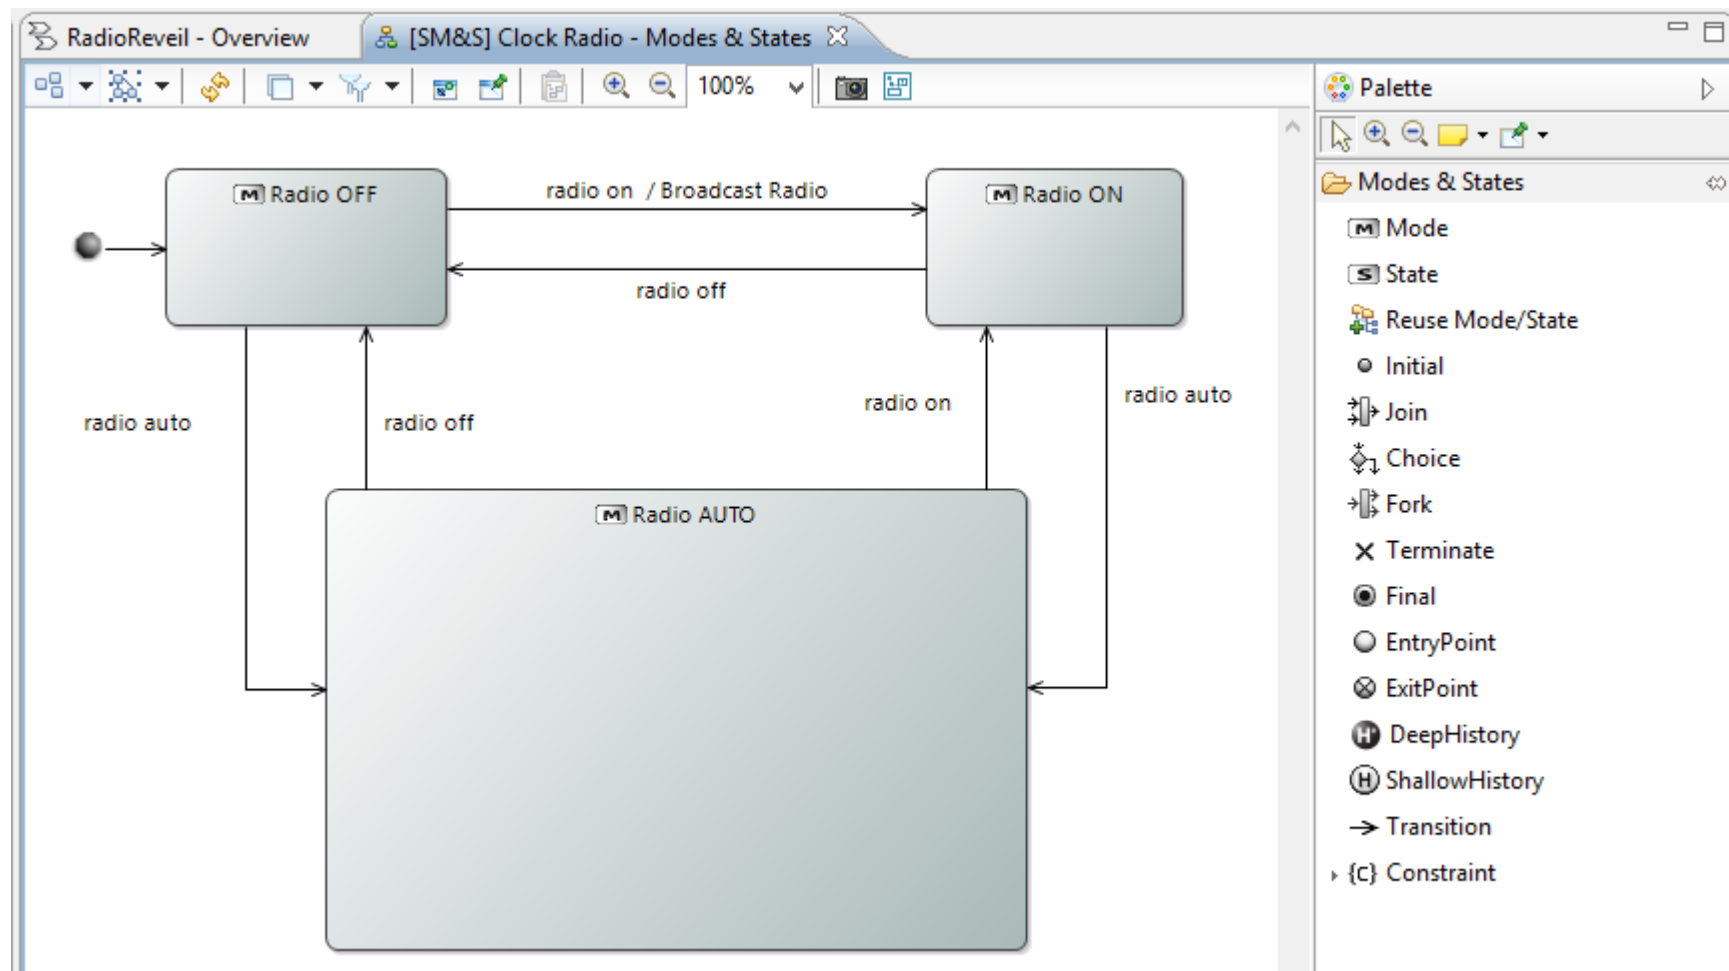 RadioReveil - Overview
[SM&S] Clock Radio - Modes & States
100%
Palette
Modes & States
M Mode
S State
Reuse Mode/State
Initial
Join
Choice
Fork
Terminate
Final
EntryPoint
ExitPoint
H* DeepHistory
H ShallowHistory
Transition
{C} Constraint
M Radio OFF
radio on / Broadcast Radio
M Radio ON
radio off
radio auto
radio off
radio on
radio auto
M Radio AUTO